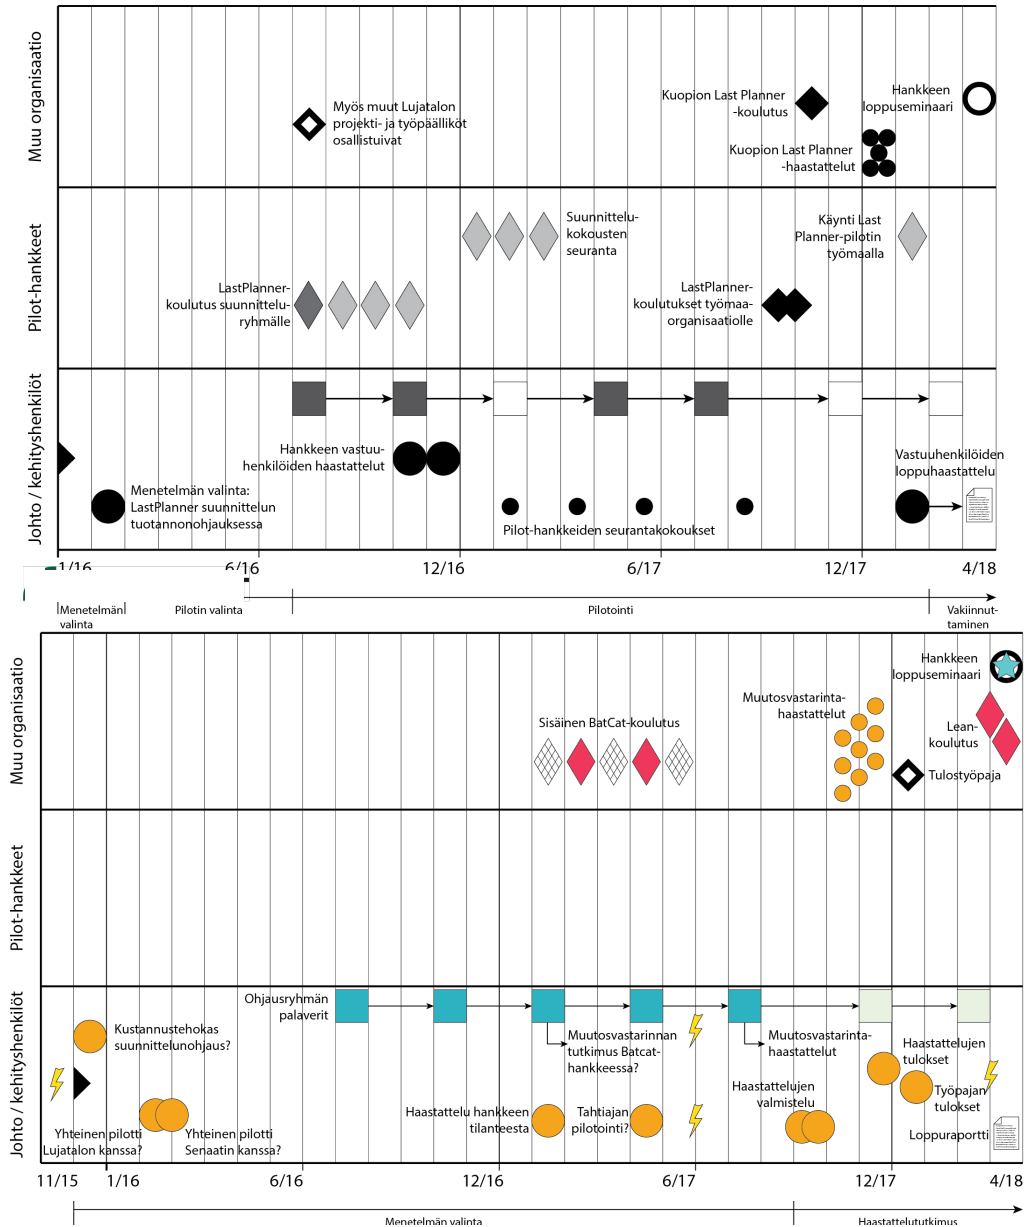 Muu organisaatio
Myös muut Lujatalon
projekti- ja työpäälliköt
osallistuivat
Kuopion Last Planner
-koulutus
Hankkeen
loppuseminaari
Kuopion Last Planner
-haastattelut
Pilot-hankkeet
Suunnittelu-
kokousten
seuranta
Käynti Last
Planner-pilotin
työmaalla
LastPlanner-
koulutus suunnittelu-
ryhmälle
LastPlanner-
koulutukset työmaa-
organisaatiolle
Johto / kehityshenkilöt
Hankkeen vastuu-
henkilöiden haastattelut
Vastuuhenkilöiden
loppuhaastattelu
Menetelmän valinta:
LastPlanner suunnittelun
tuotannonohjauksessa
Pilot-hankkeiden seurantakokoukset
1/16 6/16 12/16 6/17 12/17 4/18
Menetelmän
valinta
Pilotin valinta
Pilotointi
Vakiinnut-
taminen
Muu organisaatio
Hankkeen
loppuseminaari
Muutosvastarinta-
haastattelut
Sisäinen BatCat-koulutus
Lean-
koulutus
Tulostyöpaja
Pilot-hankkeet
Johto / kehityshenkilöt
Ohjausryhmän
palaverit
Kustannustehokas
suunnittelunohjaus?
Muutosvastarinnan
tutkimus Batcat-
hankkeessa?
Muutosvastarinta-
haastattelut
Haastattelujen
tulokset
Haastattelujen
valmistelu
Työpajan
tulokset
Haastattelu hankkeen
tilanteesta
Tahtiajan
pilotointi?
Yhteinen pilotti
Lujatalon kanssa?
Yhteinen pilotti
Senaatin kanssa?
Loppuraportti
11/15 1/16 6/16 12/16 6/17 12/17 4/18
Menetelmän valinta
Haastattelututkimus